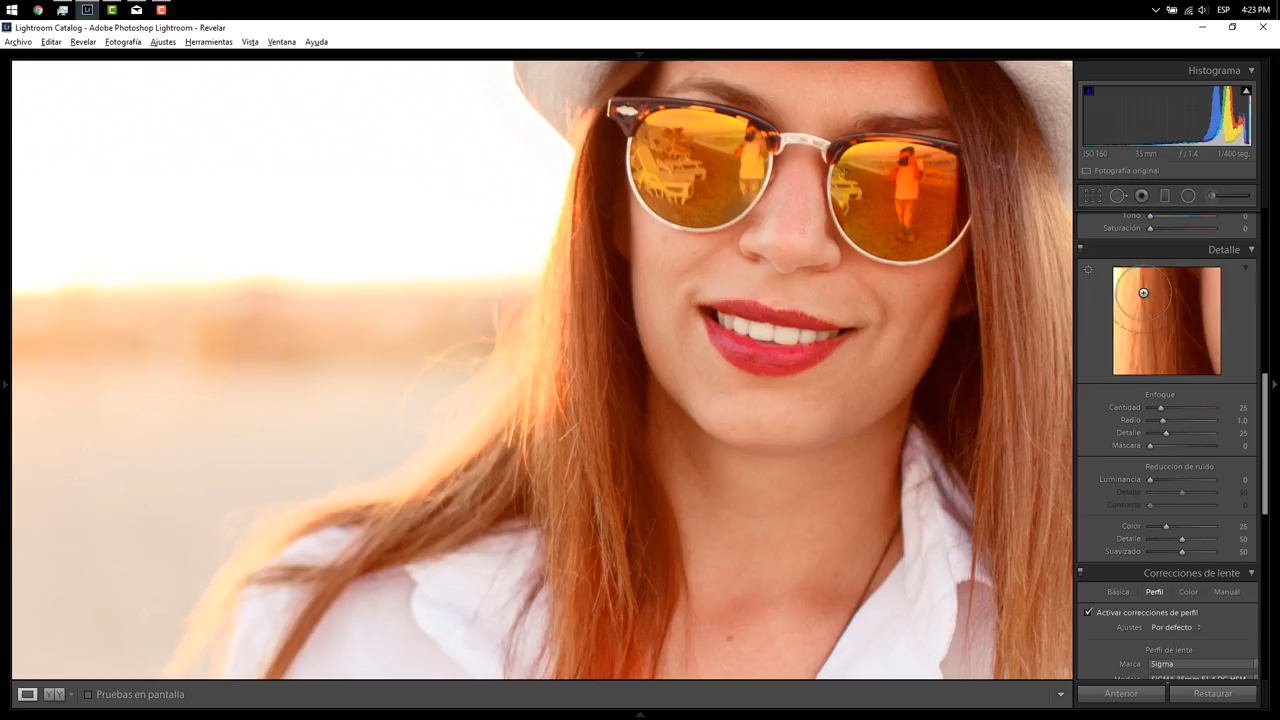 ESP 4:23 PM
Lightroom Catalog - Adobe Photoshop Lightroom - Revelar
Archivo Editar Revelar Fotografía Ajustes Herramientas Vista Ventana Ayuda
Histograma
ISO 160 35 mm ƒ / 1.4 1/400 seg.
Fotografía original
Tono 0
Saturación 0
Detalle
Enfoque
Cantidad 25
Radio 1,0
Detalle 25
Máscara 0
Reducción de ruido
Luminancia 0
Detalle 50
Contraste 0
Color 25
Detalle 50
Suavizado 50
Correcciones de lente
Básica Perfil Color Manual
Activar correcciones de perfil
Ajustes Por defecto
Perfil de lente
Marca Sigma
Pruebas en pantalla
Anterior Restaurar